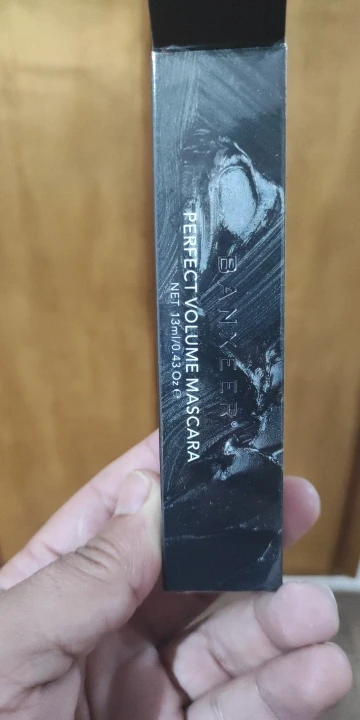 BANXEER®
PERFECT VOLUME MASCARA
NET 13ml/0.43 Oz ℮